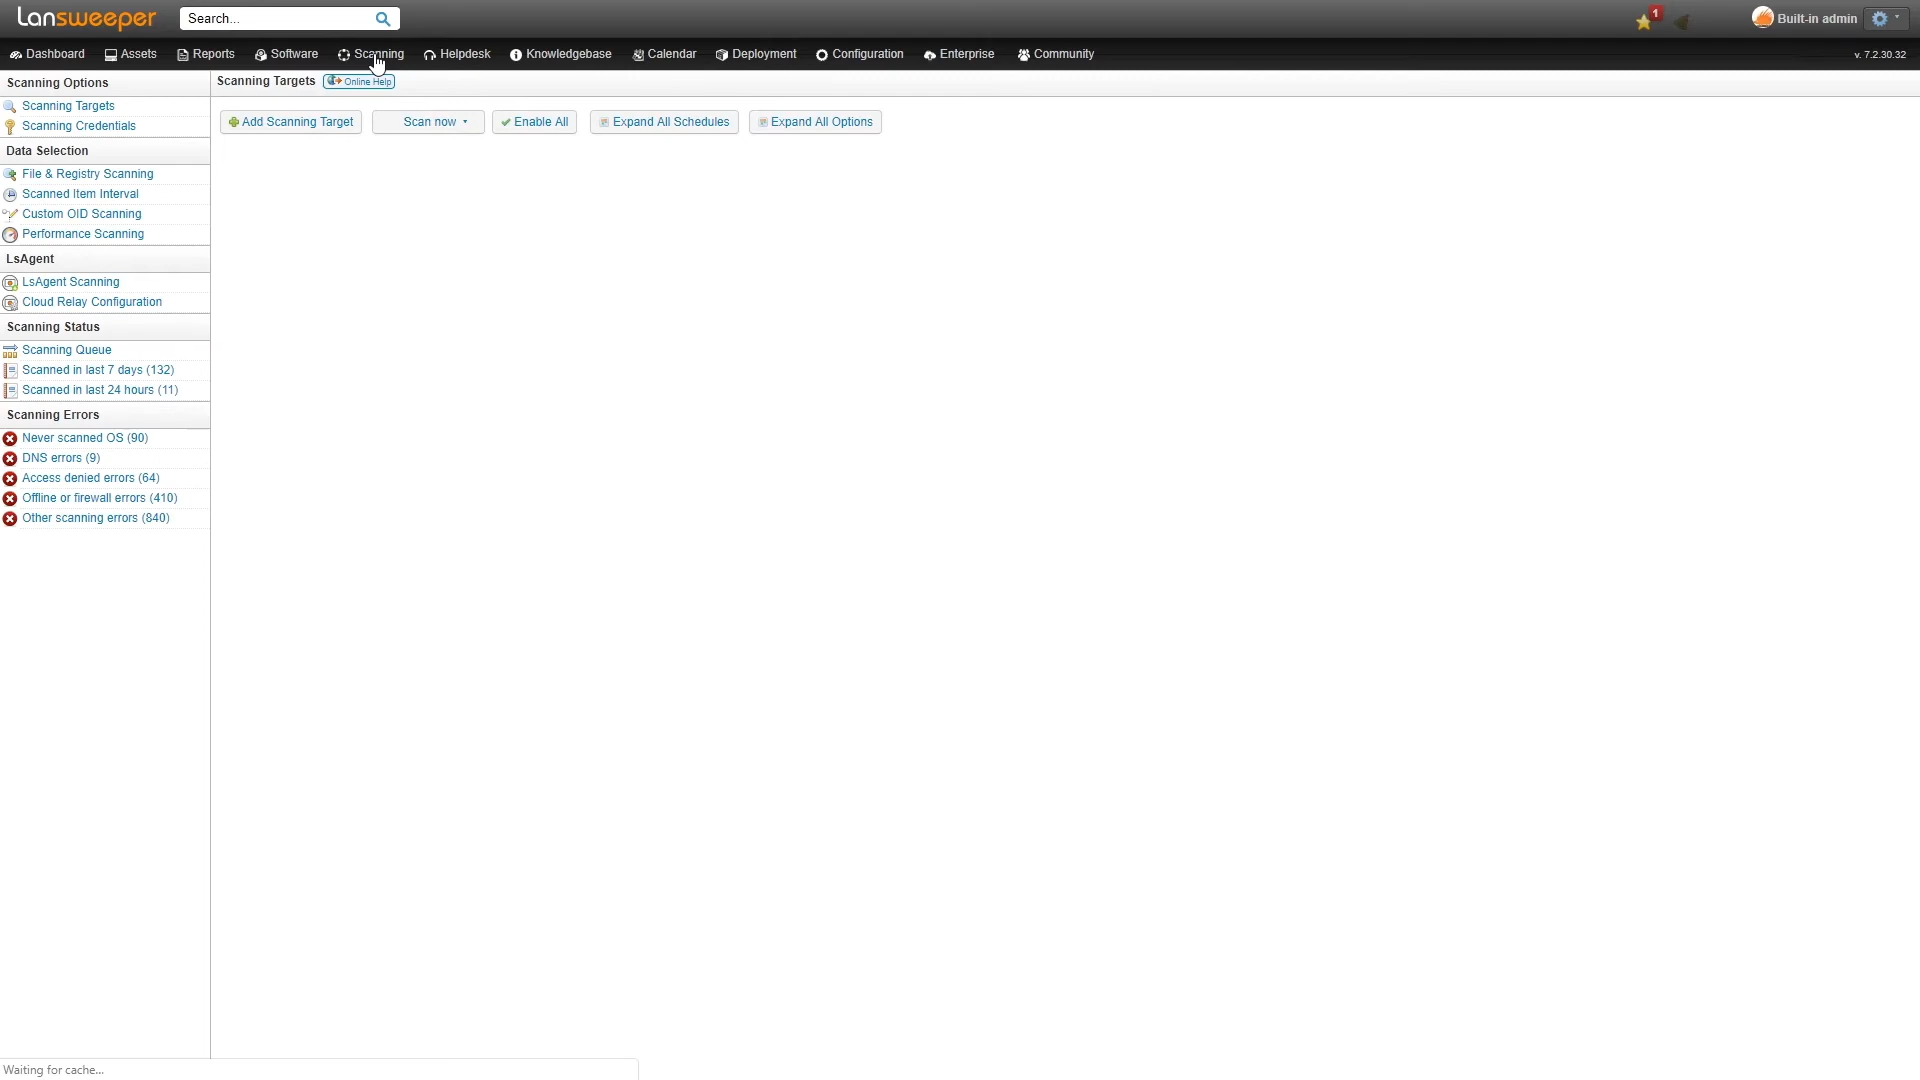 Lansweeper
Search...
1
Built-in admin
Dashboard Assets Reports Software Scanning Helpdesk Knowledgebase Calendar Deployment Configuration Enterprise Community
v. 7.2.30.32
Scanning Options
Scanning Targets
Scanning Credentials
Data Selection
File & Registry Scanning
Scanned Item Interval
Custom OID Scanning
Performance Scanning
LsAgent
LsAgent Scanning
Cloud Relay Configuration
Scanning Status
Scanning Queue
Scanned in last 7 days (132)
Scanned in last 24 hours (11)
Scanning Errors
Never scanned OS (90)
DNS errors (9)
Access denied errors (64)
Offline or firewall errors (410)
Other scanning errors (840)
Scanning Targets Online Help
Add Scanning Target Scan now Enable All Expand All Schedules Expand All Options
Waiting for cache...